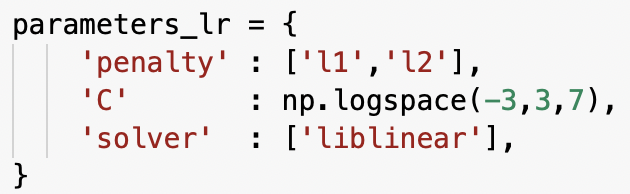 parameters_lr = {
    'penalty' : ['l1','l2'],
    'C'       : np.logspace(-3,3,7),
    'solver'  : ['liblinear'],
}